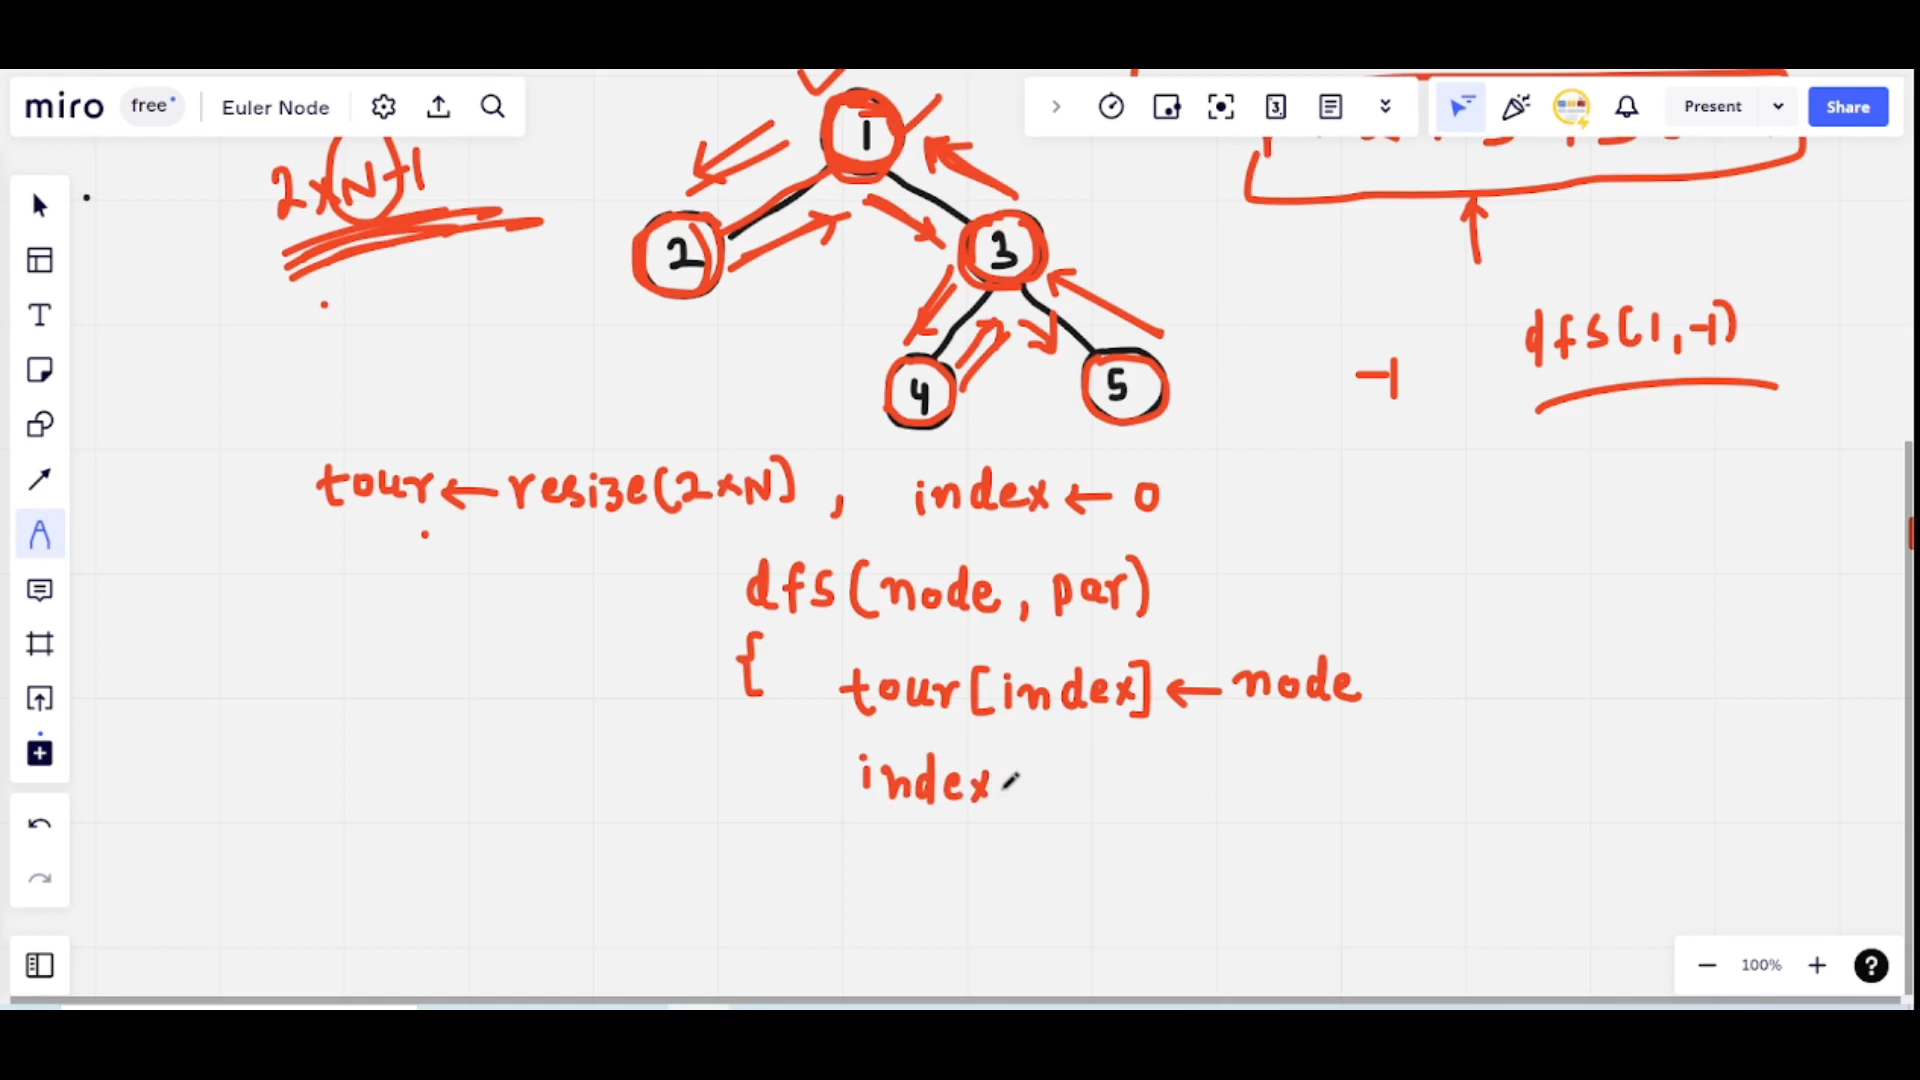 miro free Euler Node
Present Share
2×N+1
1
2
3
4
5
-1
dfs(1,-1)
tour ← resize(2×N) , index ← 0
dfs(node, par)
{
tour[index] ← node
index
100%